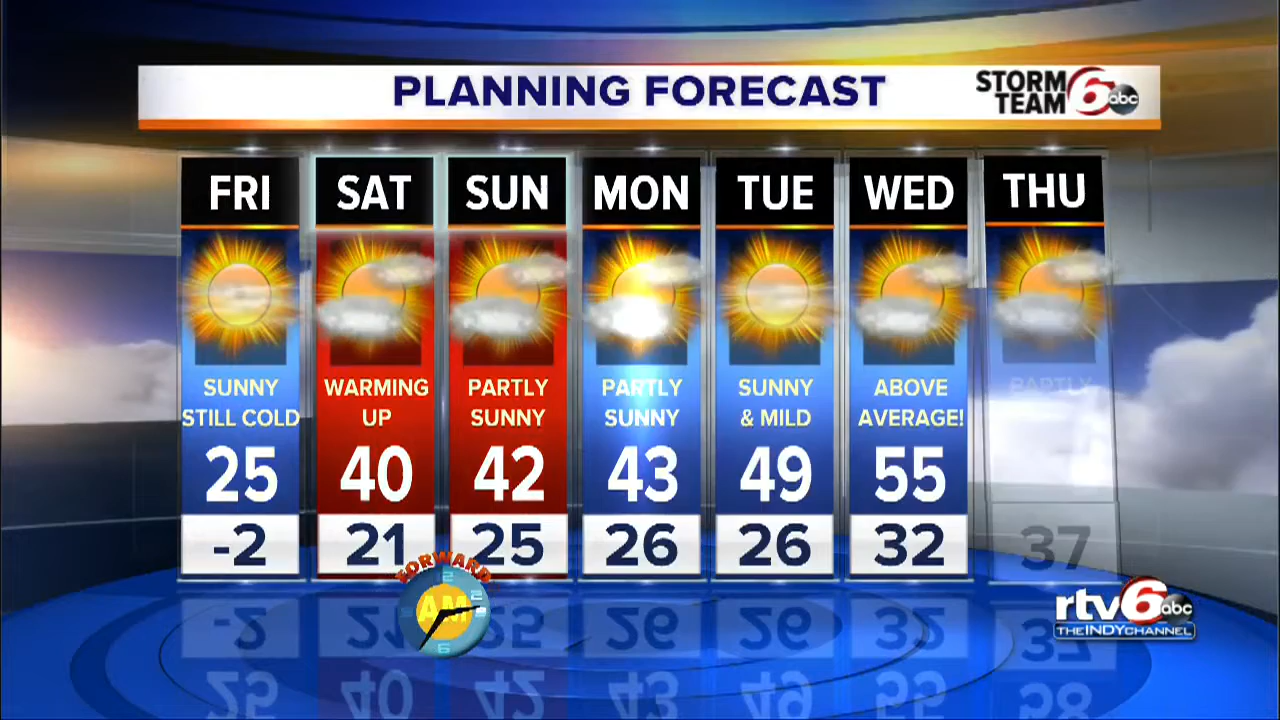 PLANNING FORECAST
STORM TEAM 6 abc
FRI SAT SUN MON TUE WED THU
SUNNY WARMING PARTLY PARTLY SUNNY ABOVE PARTLY
STILL COLD UP SUNNY SUNNY & MILD AVERAGE!
25 40 42 43 49 55
-2 21 25 26 26 32 37
FORWARD
AM
rtv6 abc
THE INDY CHANNEL